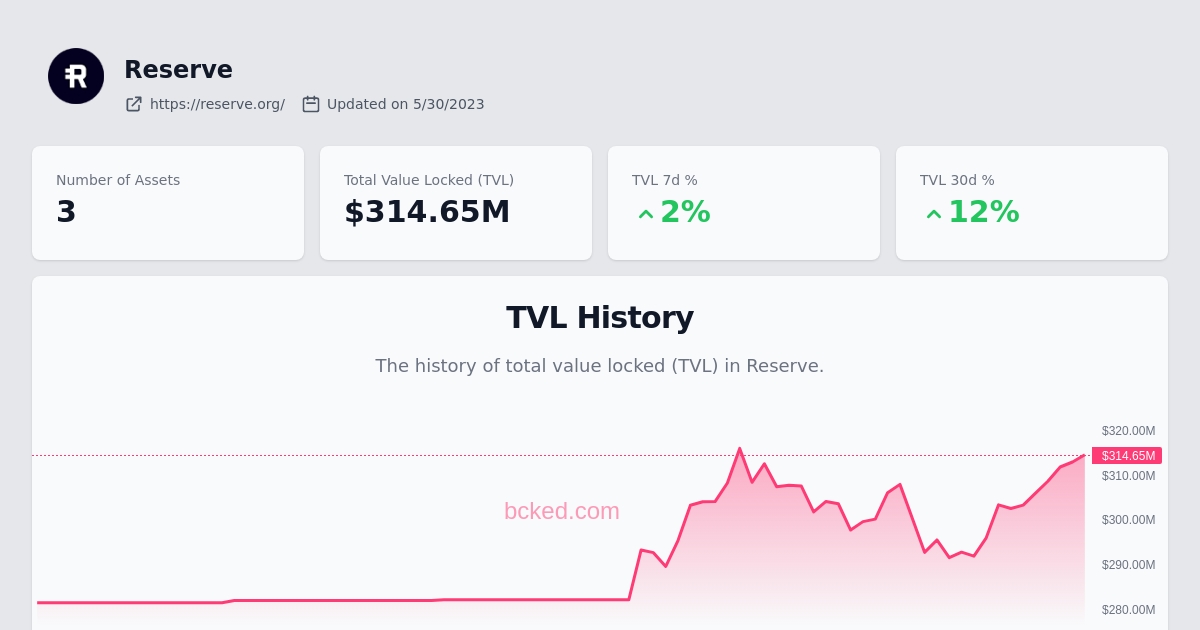 Reserve
https://reserve.org/ Updated on 5/30/2023
Number of Assets
3
Total Value Locked (TVL)
$314.65M
TVL 7d %
2%
TVL 30d %
12%
TVL History
The history of total value locked (TVL) in Reserve.
$320.00M
$314.65M
$310.00M
bcked.com
$300.00M
$290.00M
$280.00M